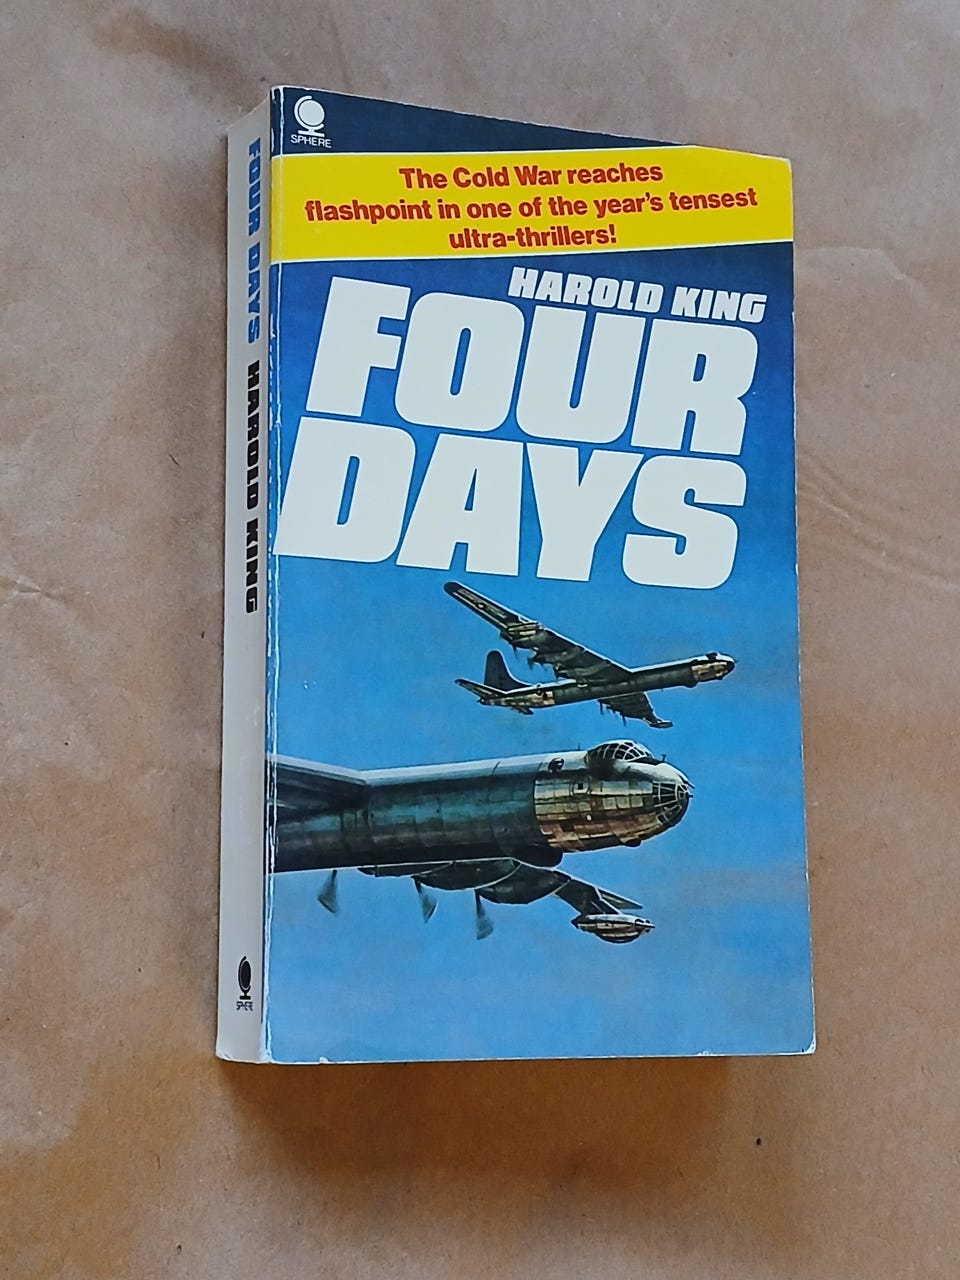 SPHERE
The Cold War reaches
flashpoint in one of the year's tensest
ultra-thrillers!
HAROLD KING
FOUR
DAYS
FOUR DAYS HAROLD KING
SPHERE